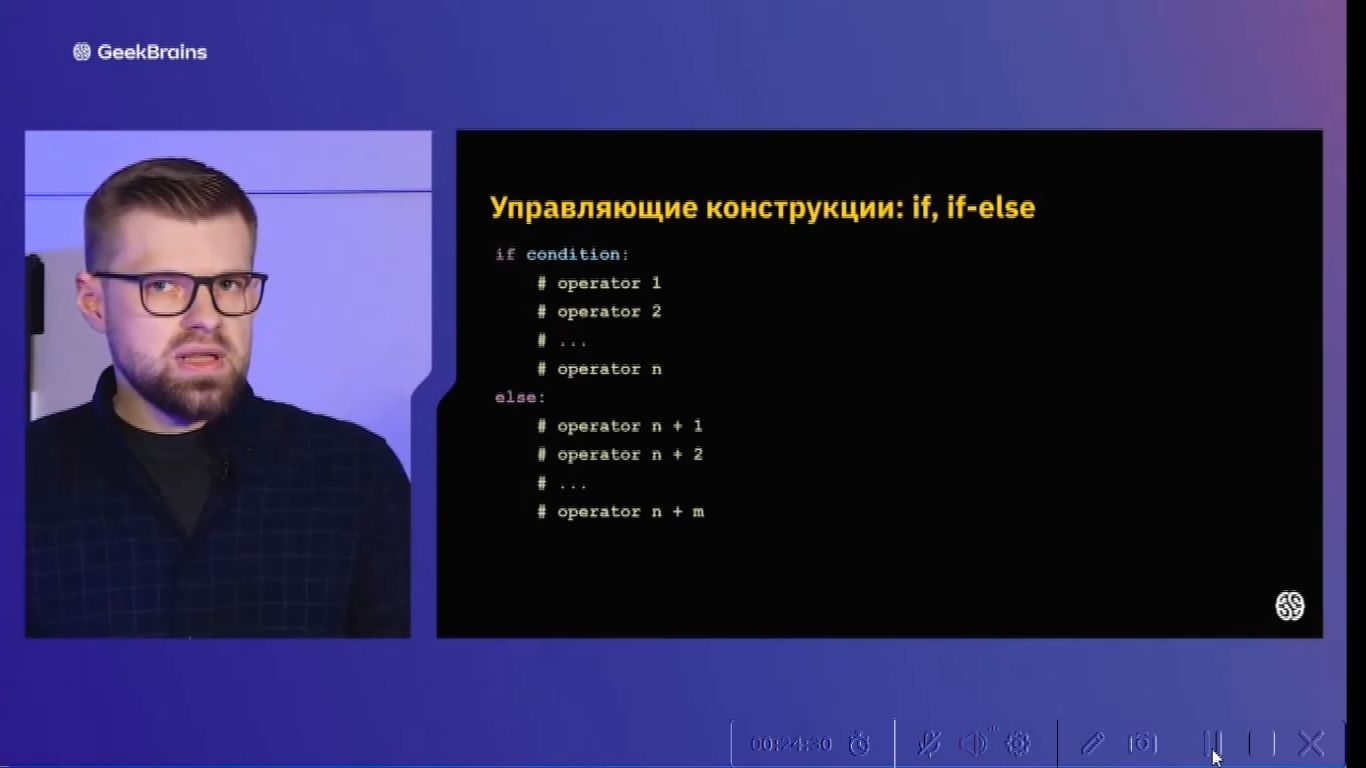 GeekBrains
Управляющие конструкции: if, if-else
if condition:
# operator 1
# operator 2
# ...
# operator n
else:
# operator n + 1
# operator n + 2
# ...
# operator n + m
00:24:30